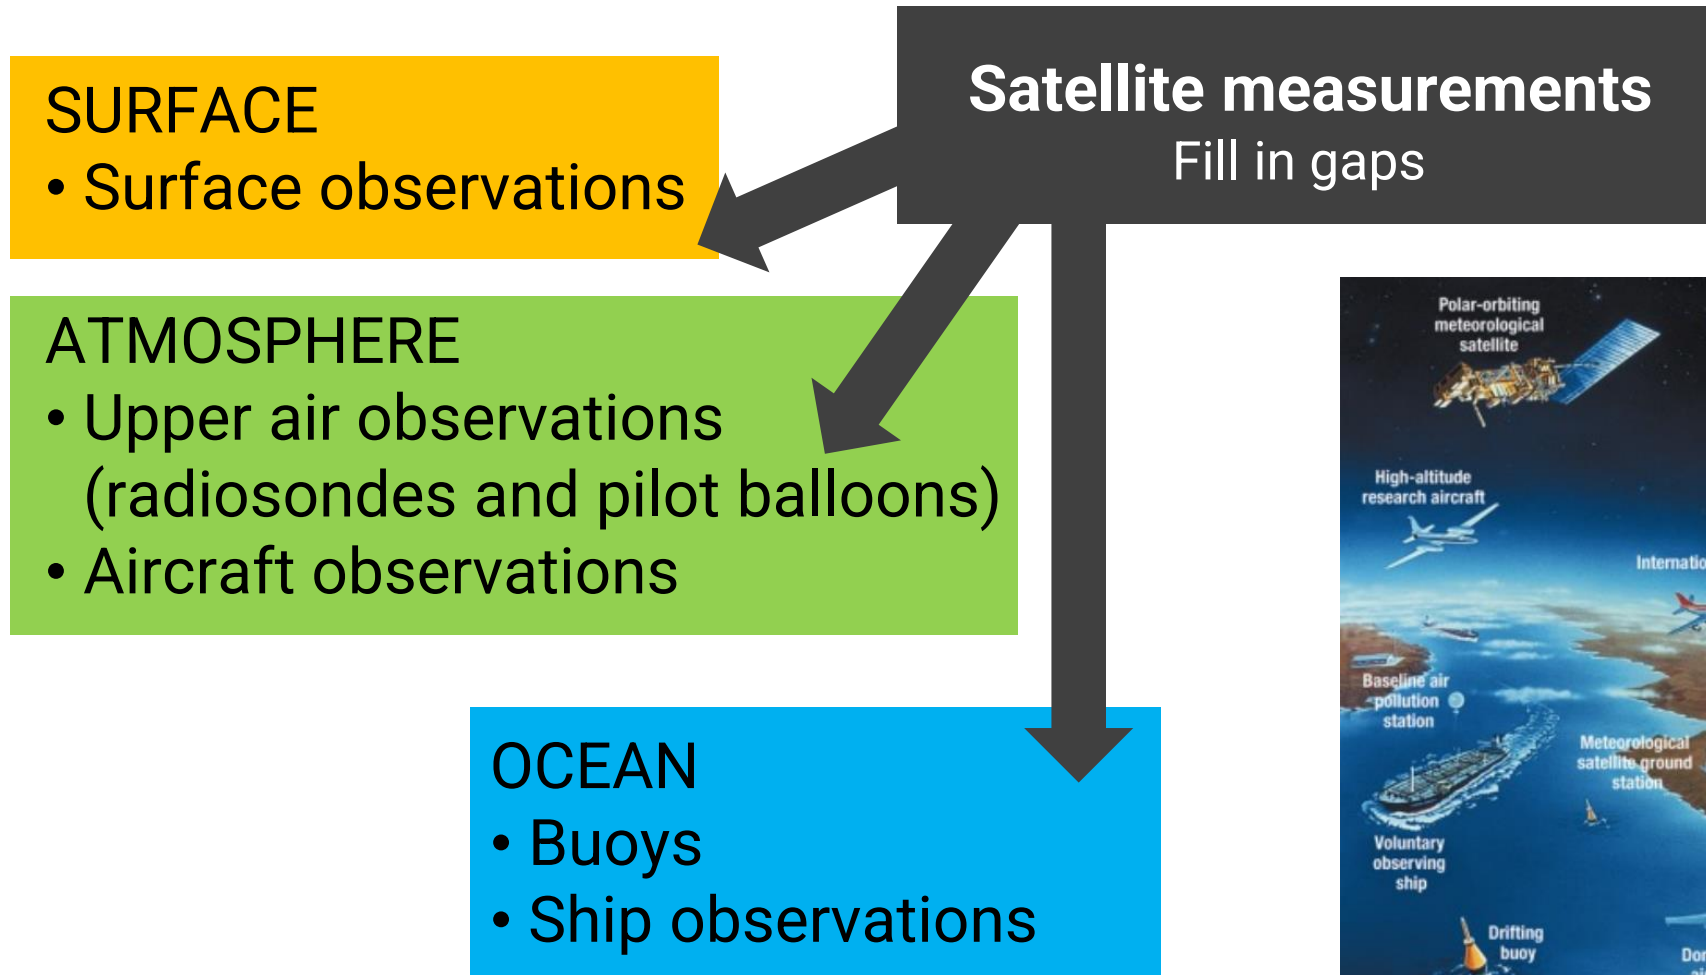 SURFACE
• Surface observations
Satellite measurements
Fill in gaps
ATMOSPHERE
• Upper air observations
(radiosondes and pilot balloons)
• Aircraft observations
OCEAN
• Buoys
• Ship observations
Polar-orbiting
meteorological
satellite
High-altitude
research aircraft
Baseline air
pollution
station
Meteorological
satellite ground
station
Voluntary
observing
ship
Drifting
buoy